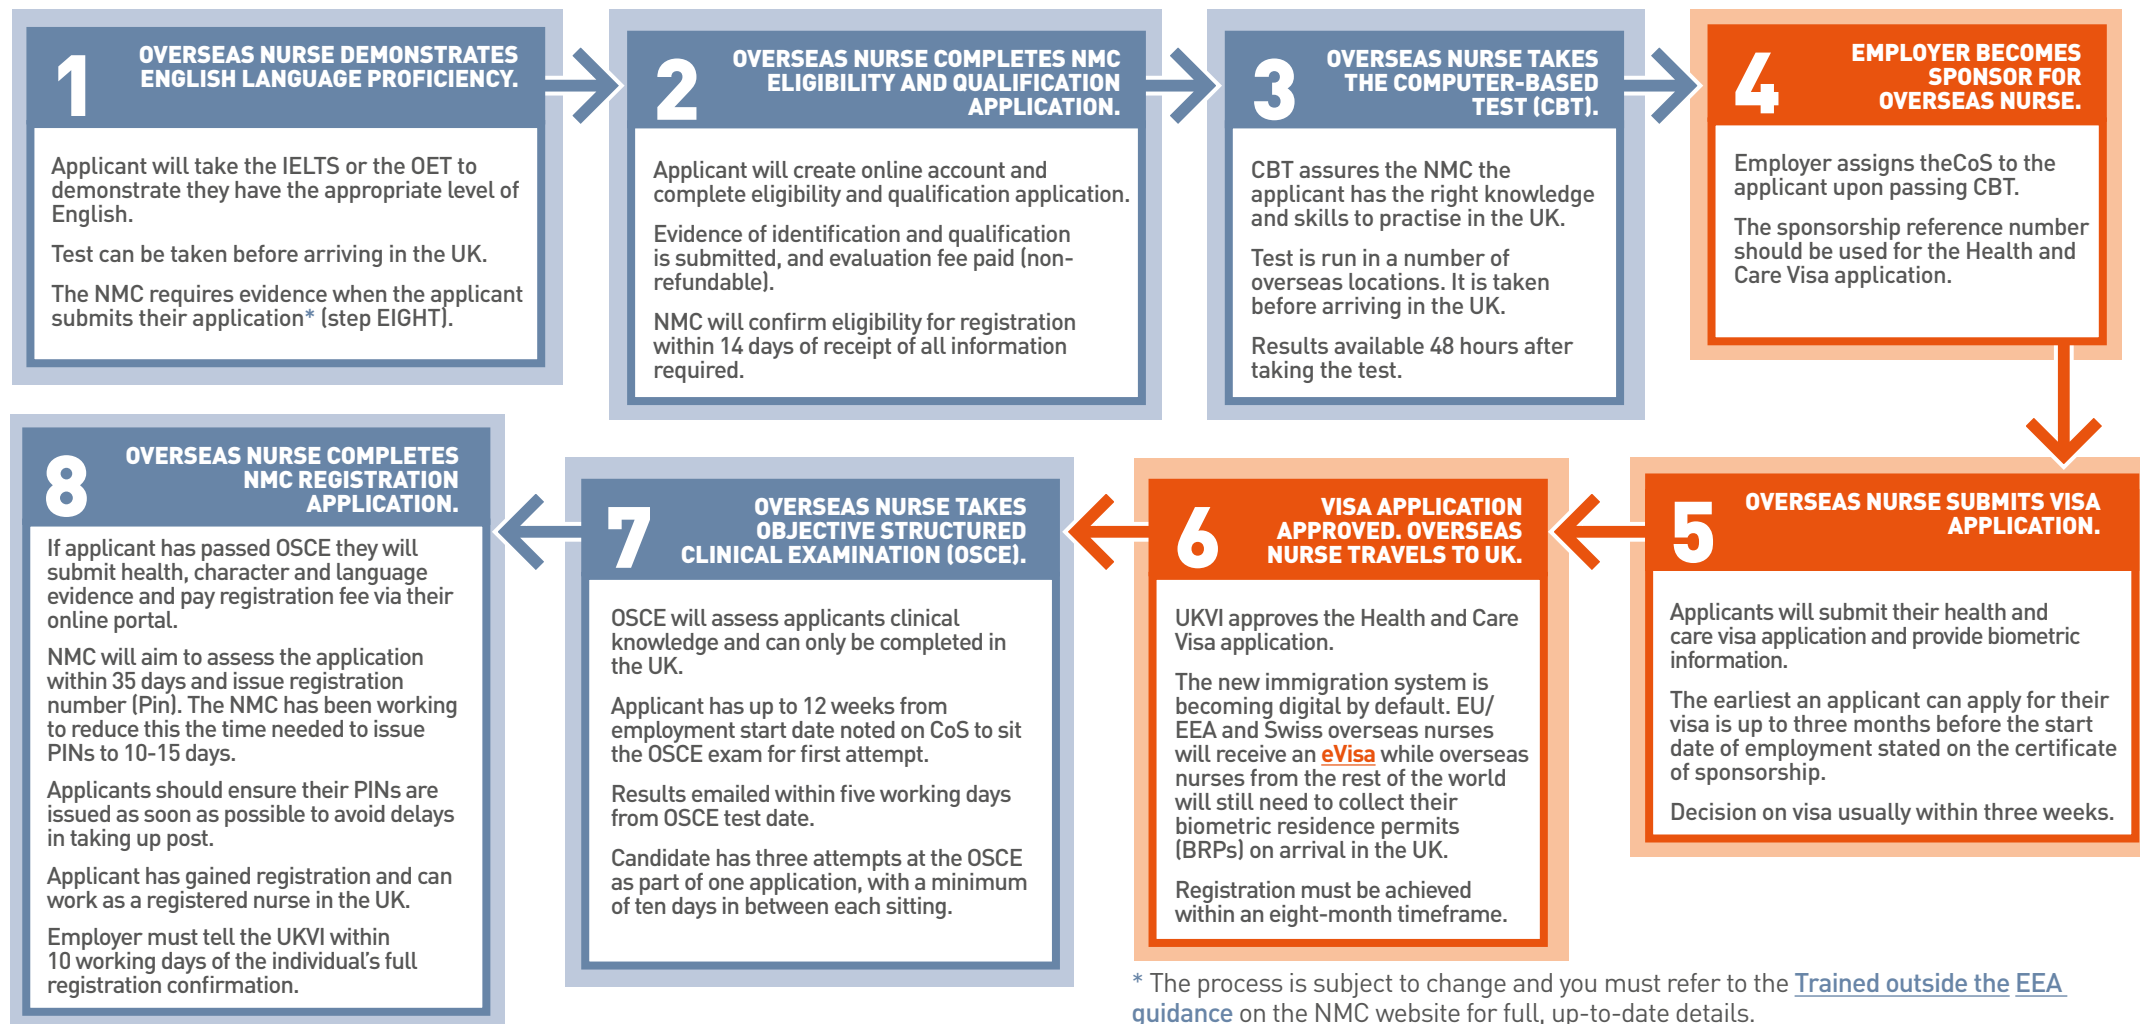 1
OVERSEAS NURSE DEMONSTRATES
ENGLISH LANGUAGE PROFICIENCY.
Applicant will take the IELTS or the OET to
demonstrate they have the appropriate level of
English.
Test can be taken before arriving in the UK.
The NMC requires evidence when the applicant
submits their application* (step EIGHT).
2
OVERSEAS NURSE COMPLETES NMC
ELIGIBILITY AND QUALIFICATION
APPLICATION.
Applicant will create online account and
complete eligibility and qualification application.
Evidence of identification and qualification
is submitted, and evaluation fee paid (non-
refundable).
NMC will confirm eligibility for registration
within 14 days of receipt of all information
required.
3
OVERSEAS NURSE TAKES
THE COMPUTER-BASED
TEST (CBT).
CBT assures the NMC the
applicant has the right knowledge
and skills to practise in the UK.
Test is run in a number of
overseas locations. It is taken
before arriving in the UK.
Results available 48 hours after
taking the test.
4
EMPLOYER BECOMES
SPONSOR FOR
OVERSEAS NURSE.
Employer assigns theCoS to the
applicant upon passing CBT.
The sponsorship reference number
should be used for the Health and
Care Visa application.
5
OVERSEAS NURSE SUBMITS VISA
APPLICATION.
Applicants will submit their health and
care visa application and provide biometric
information.
The earliest an applicant can apply for their
visa is up to three months before the start
date of employment stated on the certificate
of sponsorship.
Decision on visa usually within three weeks.
6
VISA APPLICATION
APPROVED. OVERSEAS
NURSE TRAVELS TO UK.
UKVI approves the Health and Care
Visa application.
The new immigration system is
becoming digital by default. EU/
EEA and Swiss overseas nurses
will receive an eVisa while overseas
nurses from the rest of the world
will still need to collect their
biometric residence permits
(BRPs) on arrival in the UK.
Registration must be achieved
within an eight-month timeframe.
7
OVERSEAS NURSE TAKES
OBJECTIVE STRUCTURED
CLINICAL EXAMINATION (OSCE).
OSCE will assess applicants clinical
knowledge and can only be completed in
the UK.
Applicant has up to 12 weeks from
employment start date noted on CoS to sit
the OSCE exam for first attempt.
Results emailed within five working days
from OSCE test date.
Candidate has three attempts at the OSCE
as part of one application, with a minimum
of ten days in between each sitting.
8
OVERSEAS NURSE COMPLETES
NMC REGISTRATION
APPLICATION.
If applicant has passed OSCE they will
submit health, character and language
evidence and pay registration fee via their
online portal.
NMC will aim to assess the application
within 35 days and issue registration
number (Pin). The NMC has been working
to reduce this the time needed to issue
PINs to 10-15 days.
Applicants should ensure their PINs are
issued as soon as possible to avoid delays
in taking up post.
Applicant has gained registration and can
work as a registered nurse in the UK.
Employer must tell the UKVI within
10 working days of the individual's full
registration confirmation.
* The process is subject to change and you must refer to the Trained outside the EEA
guidance on the NMC website for full, up-to-date details.